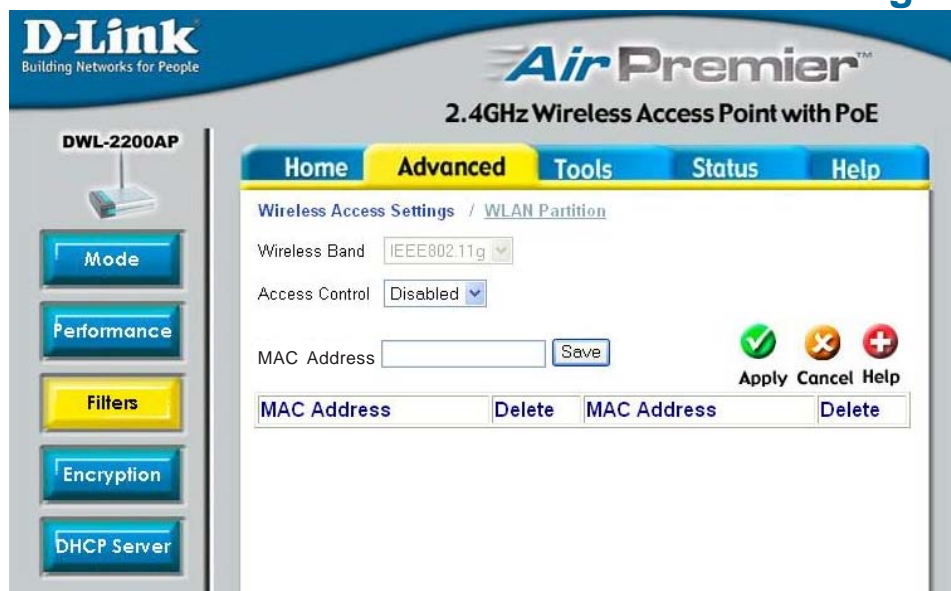 D-Link
Building Networks for People
AirPremier™
2.4GHz Wireless Access Point with PoE
DWL-2200AP
Home Advanced Tools Status Help
Wireless Access Settings / WLAN Partition
Mode
Wireless Band IEEE802.11g
Access Control Disabled
Performance
MAC Address Save
Apply Cancel Help
Filters
MAC Address Delete MAC Address Delete
Encryption
DHCP Server